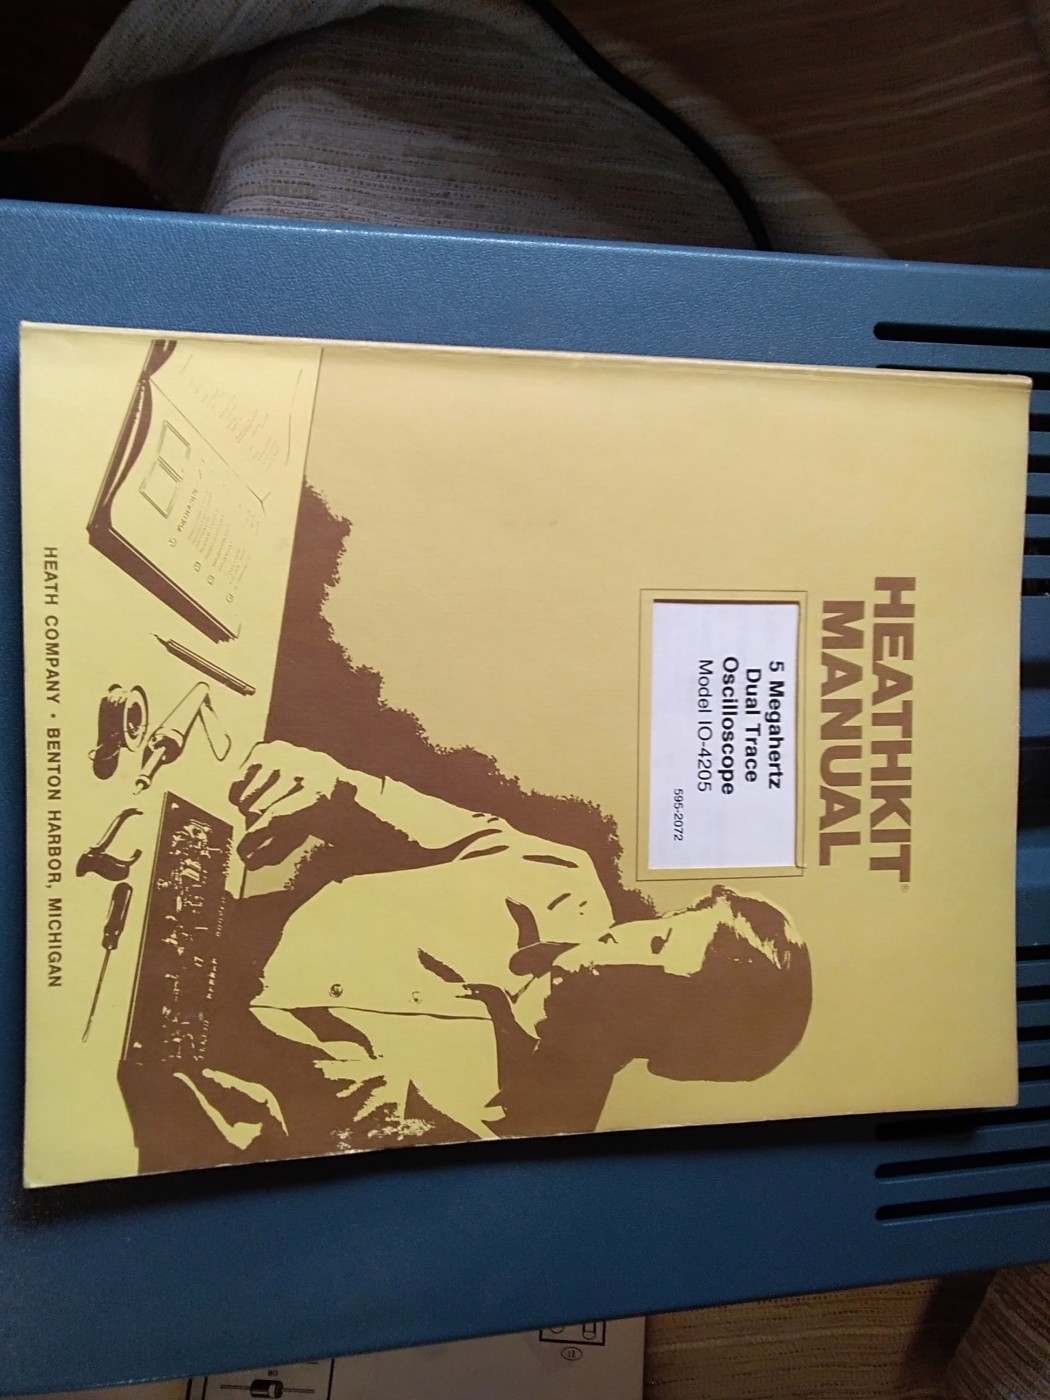 HEATHKIT®
MANUAL
5 Megahertz
Dual Trace
Oscilloscope
Model IO-4205
595-2072
HEATH COMPANY • BENTON HARBOR, MICHIGAN